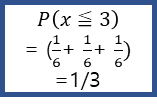 P(x ≦ 3)
= (1/6 + 1/6 + 1/6)
=1/3